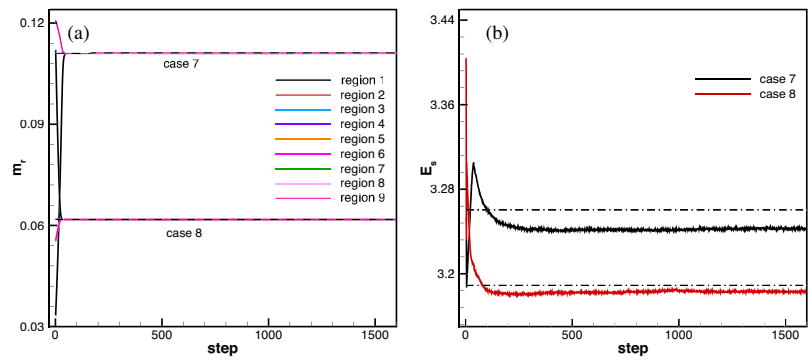 (a)
0.12
0.09
0.06
0.03
m_r
case 7
region 1
region 2
region 3
region 4
region 5
region 6
region 7
region 8
region 9
case 8
0
500
1000
1500
step
(b)
3.44
3.36
3.28
3.2
E_s
case 7
case 8
0
500
1000
1500
step